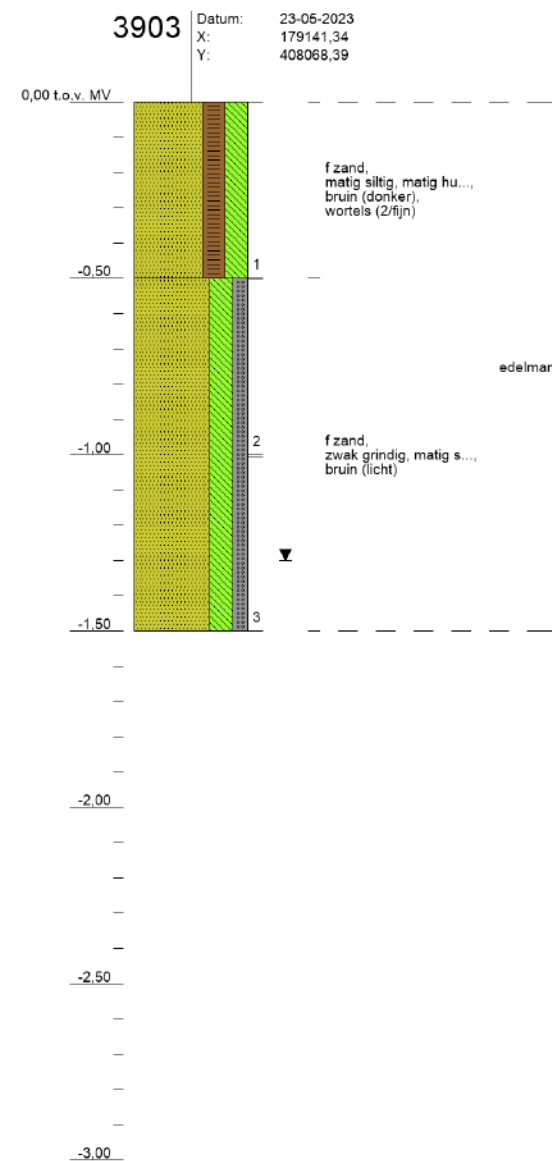 3903
Datum: 23-05-2023
X: 179141,34
Y: 408068,39
0,00 t.o.v. MV
f zand,
matig siltig, matig hu...,
bruin (donker),
wortels (2/fijn)
1
-0,50
edelmar
2
-1,00
f zand,
zwak grindig, matig s...,
bruin (licht)
3
-1,50
-2,00
-2,50
-3,00